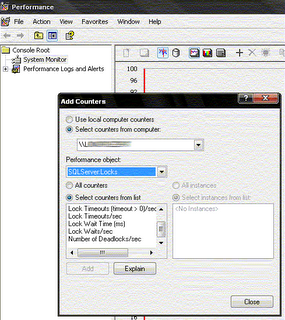 Performance
File Action View Favorites Window Help
Console Root
System Monitor
Performance Logs and Alerts
100
96
92
Add Counters
Use local computer counters
Select counters from computer:
\\L
Performance object:
SQLServer:Locks
All counters
All instances
Select counters from list
Select instances from list:
Lock Timeouts (timeout > 0)/sec
<No Instances>
Lock Timeouts/sec
Lock Wait Time (ms)
Lock Waits/sec
Number of Deadlocks/sec
Add
Explain
Close
16